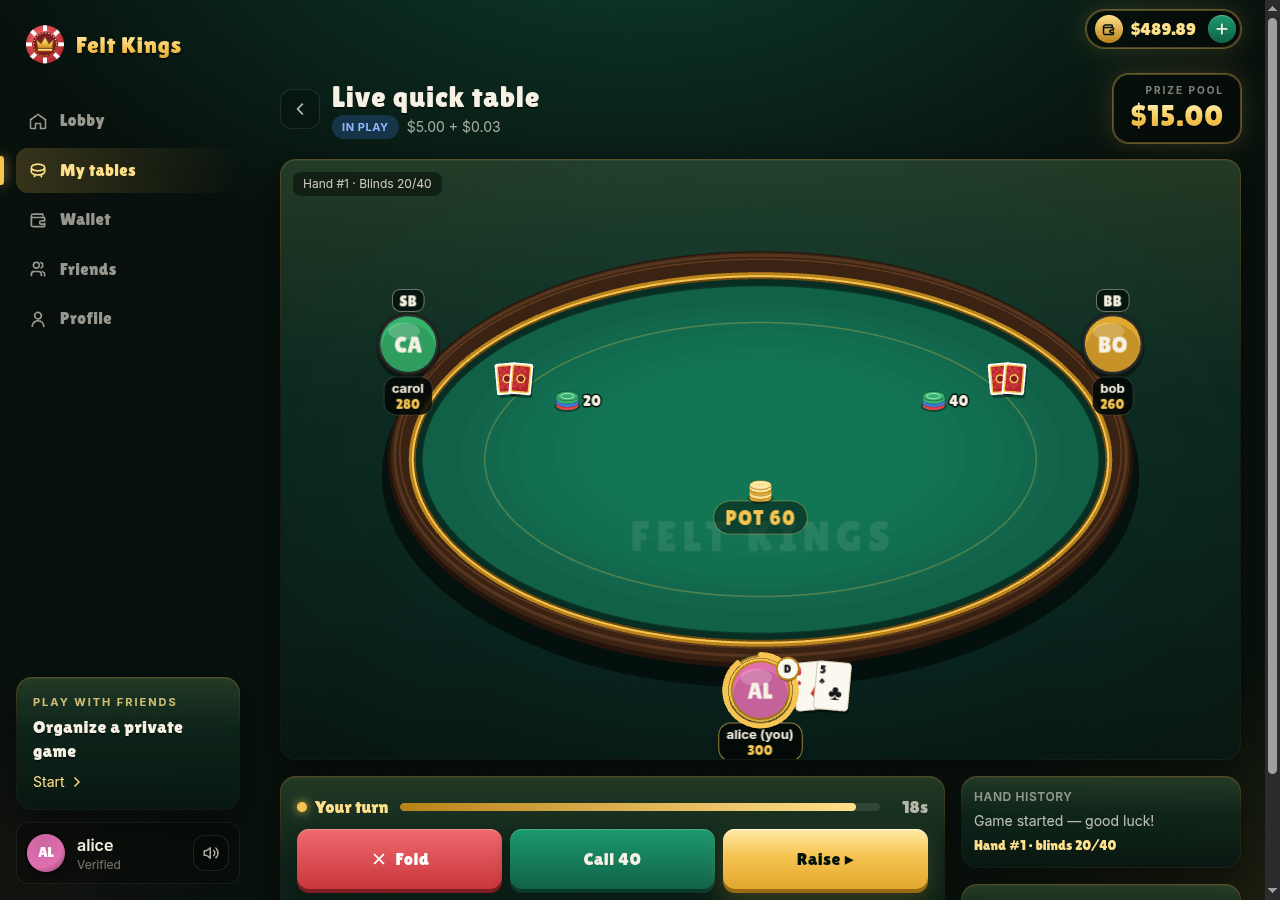 Felt Kings
$489.89
Lobby
My tables
Wallet
Friends
Profile
Live quick table
IN PLAY $5.00 + $0.03
PRIZE POOL
$15.00
Hand #1 · Blinds 20/40
SB
CA
carol
280
20
BB
BO
bob
260
40
POT 60
FELT KINGS
AL
D
5
alice (you)
300
PLAY WITH FRIENDS
Organize a private
game
Start
AL
alice
Verified
Your turn
18s
Fold
Call 40
Raise ▸
HAND HISTORY
Game started — good luck!
Hand #1 · blinds 20/40